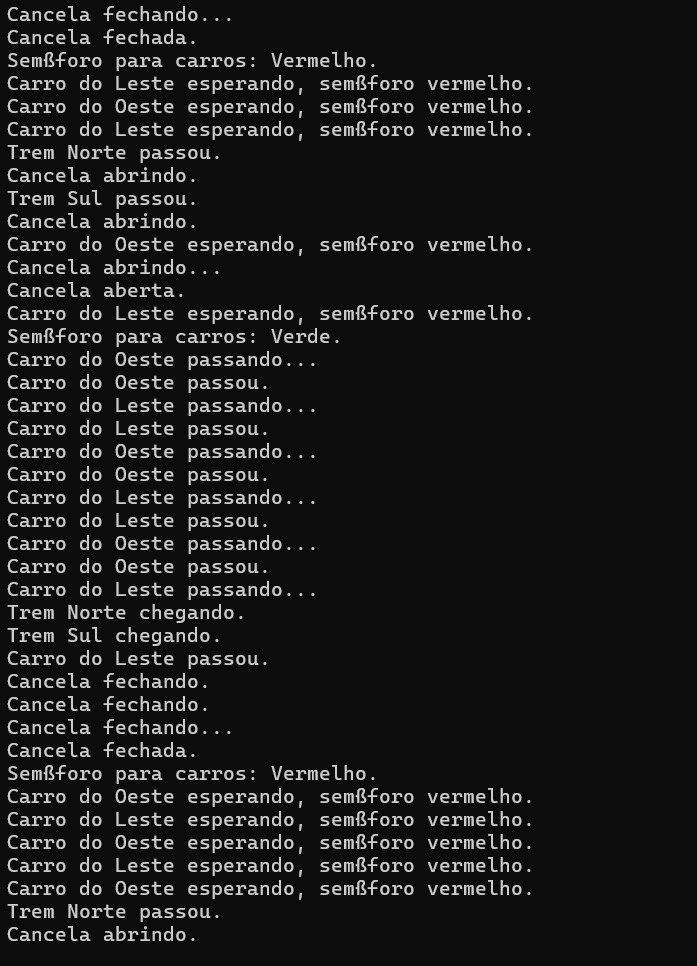 Cancela fechando...
Cancela fechada.
Semßforo para carros: Vermelho.
Carro do Leste esperando, semßforo vermelho.
Carro do Oeste esperando, semßforo vermelho.
Carro do Leste esperando, semßforo vermelho.
Trem Norte passou.
Cancela abrindo.
Trem Sul passou.
Cancela abrindo.
Carro do Oeste esperando, semßforo vermelho.
Cancela abrindo...
Cancela aberta.
Carro do Leste esperando, semßforo vermelho.
Semßforo para carros: Verde.
Carro do Oeste passando...
Carro do Oeste passou.
Carro do Leste passando...
Carro do Leste passou.
Carro do Oeste passando...
Carro do Oeste passou.
Carro do Leste passando...
Carro do Leste passou.
Carro do Oeste passando...
Carro do Oeste passou.
Carro do Leste passando...
Trem Norte chegando.
Trem Sul chegando.
Carro do Leste passou.
Cancela fechando.
Cancela fechando.
Cancela fechando...
Cancela fechada.
Semßforo para carros: Vermelho.
Carro do Oeste esperando, semßforo vermelho.
Carro do Leste esperando, semßforo vermelho.
Carro do Oeste esperando, semßforo vermelho.
Carro do Leste esperando, semßforo vermelho.
Carro do Oeste esperando, semßforo vermelho.
Trem Norte passou.
Cancela abrindo.